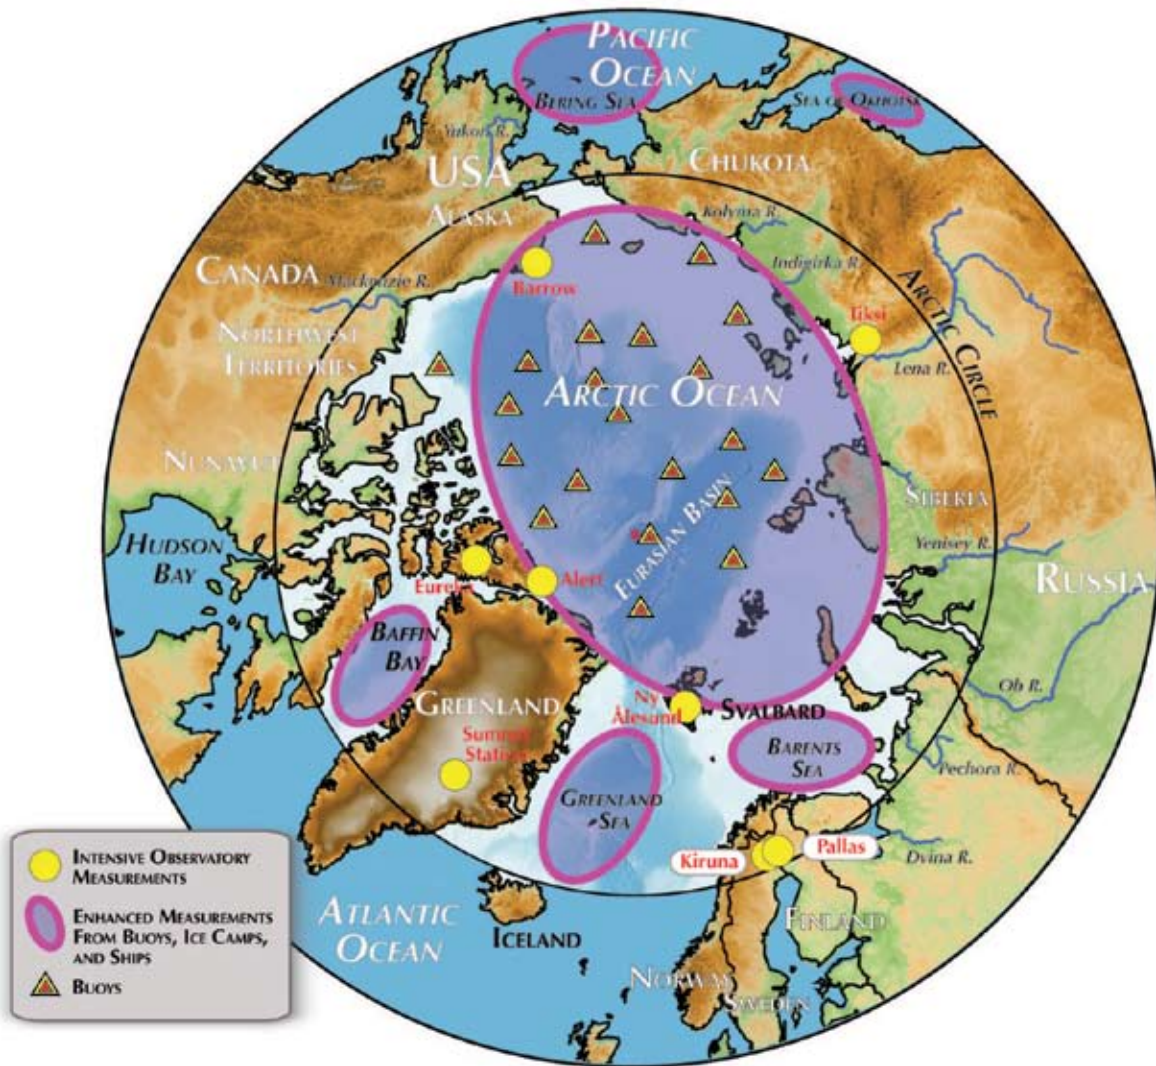 PACIFIC
OCEAN
BERING SEA
SEA OF OKHOTSK
Yukon R.
USA
CHUKOTA
ALASKA
Kolyma R.
CANADA
Mackenzie R.
Indigirka R.
Barrow
Tiksi
ARCTIC CIRCLE
NORTHWEST
TERRITORIES
Lena R.
ARCTIC OCEAN
NUNAVUT
SIBERIA
EURASIAN BASIN
HUDSON
BAY
Yenisey R.
Eureka
Alert
RUSSIA
BAFFIN
BAY
Ob R.
GREENLAND
Ny
Ålesund
SVALBARD
Summit
Station
BARENTS
SEA
Pechora R.
GREENLAND
SEA
Kiruna
Pallas
Dvina R.
INTENSIVE OBSERVATORY
MEASUREMENTS
ENHANCED MEASUREMENTS
FROM BUOYS, ICE CAMPS,
AND SHIPS
BUOYS
ATLANTIC
OCEAN
ICELAND
FINLAND
NORWAY
SWEDEN